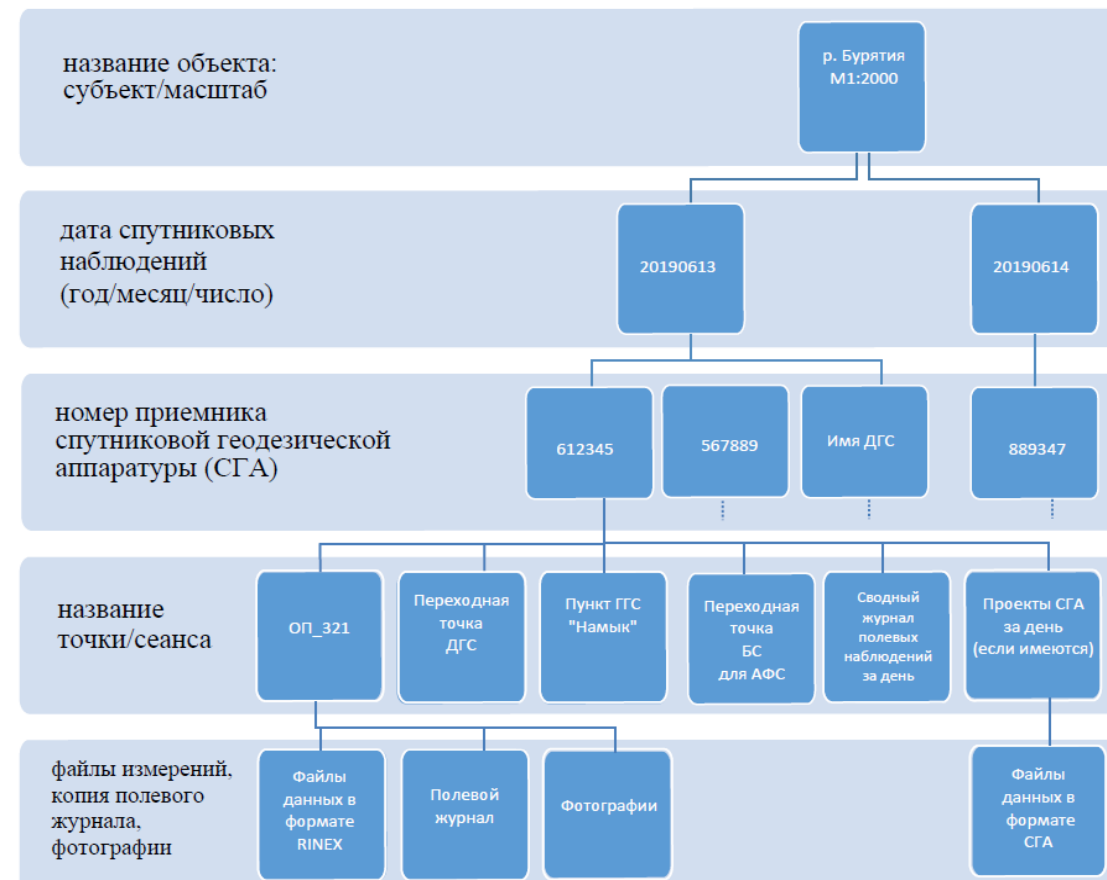 название объекта:
субъект/масштаб
р. Бурятия
М1:2000
дата спутниковых
наблюдений
(год/месяц/число)
20190613
20190614
номер приемника
спутниковой геодезической
аппаратуры (СГА)
612345
567889
Имя ДГС
889347
название
точки/сеанса
ОП_321
Переходная
точка
ДГС
Пункт ГГС
"Намык"
Переходная
точка
БС
для АФС
Сводный
журнал
полевых
наблюдений
за день
Проекты СГА
за день
(если имеются)
файлы измерений,
копия полевого
журнала,
фотографии
Файлы
данных в
формате
RINEX
Полевой
журнал
Фотографии
Файлы
данных в
формате
СГА